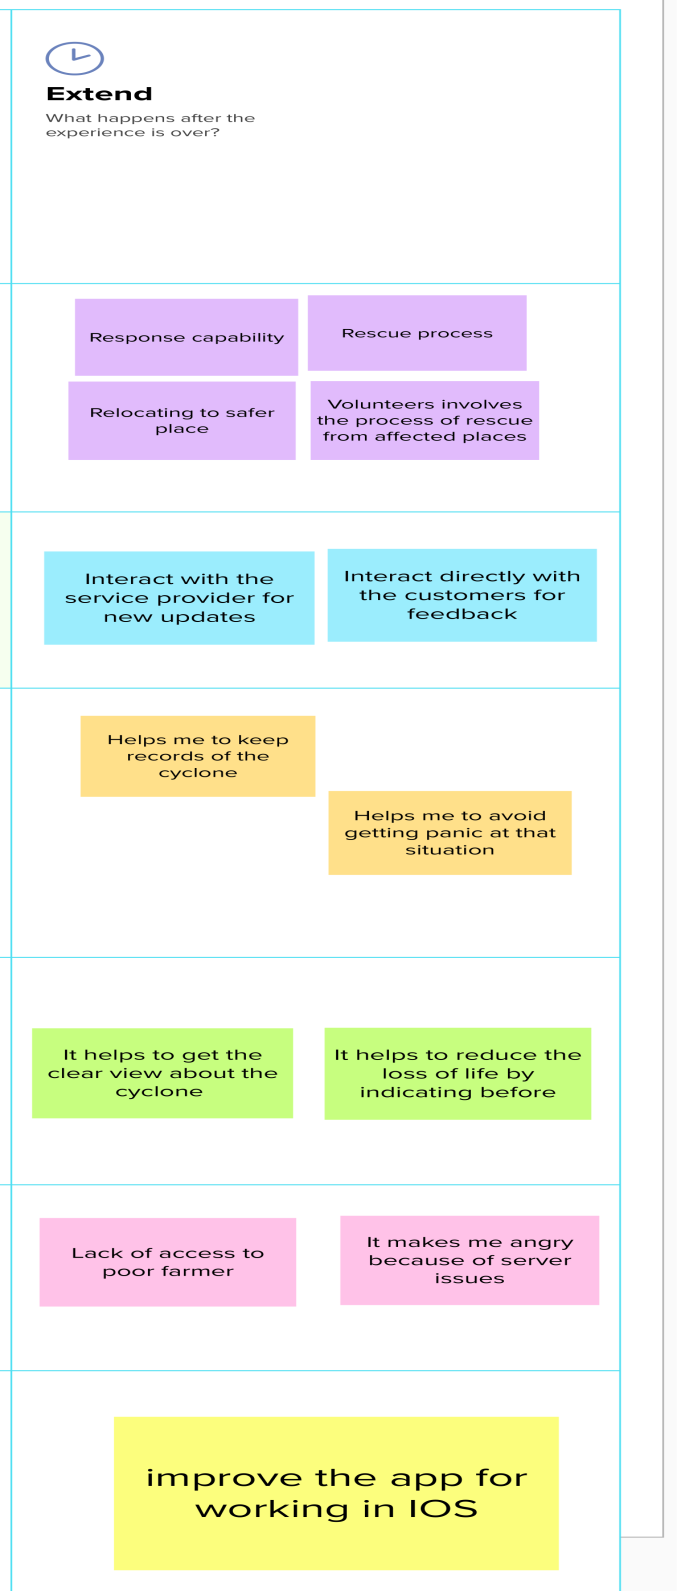 Extend
What happens after the
experience is over?
Response capability
Rescue process
Relocating to safer
place
Volunteers involves
the process of rescue
from affected places
Interact with the
service provider for
new updates
Interact directly with
the customers for
feedback
Helps me to keep
records of the
cyclone
Helps me to avoid
getting panic at that
situation
It helps to get the
clear view about the
cyclone
It helps to reduce the
loss of life by
indicating before
Lack of access to
poor farmer
It makes me angry
because of server
issues
improve the app for
working in IOS